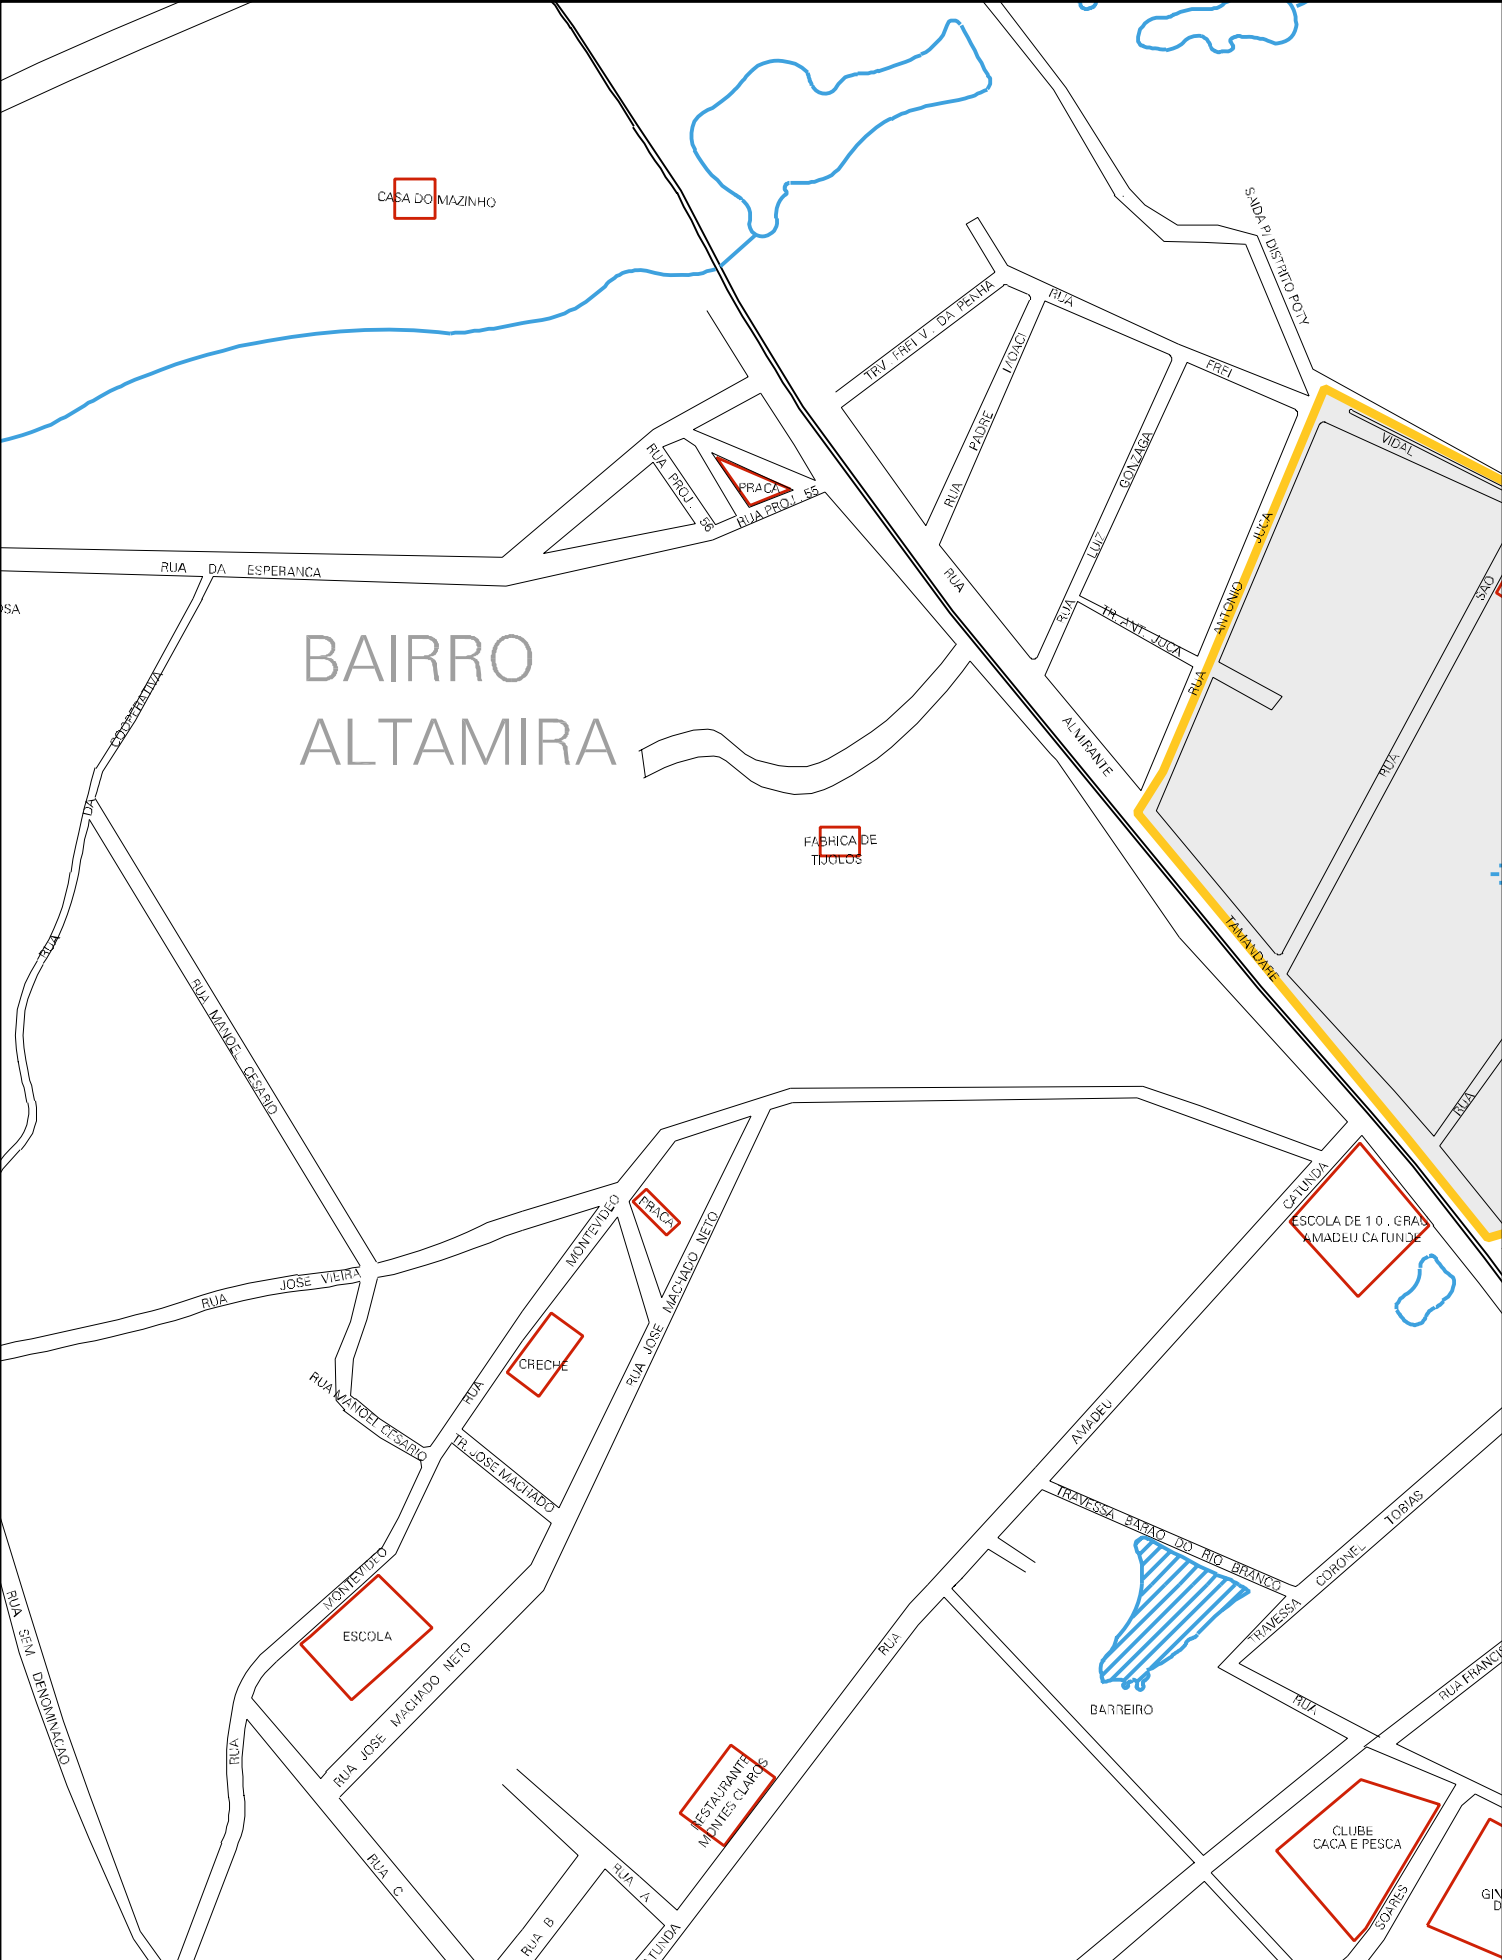 CASA DO MAZINHO
SAIDA P/ DISTRITO POTY
TRV. FREI V. DA PENHA
RUA FREI VIDAL
RUA PADRE MOACI
RUA LUIZ GONZAGA
RUA ANTONIO JUCA
TR. ANT. JUCA
RUA PROJ. 56
PRACA
RUA PROJ. 55
RUA DA ESPERANCA
RUA SAO
BAIRRO
ALTAMIRA
RUA DA COOPERATIVA
RUA ALMIRANTE TAMANDARE
FABRICA DE
TIJOLOS
RUA MANOEL CESARIO
RUA
PRACA
RUA JOSE VIEIRA
RUA MONTEVIDEO
RUA JOSE MACHADO NETO
CRECHE
RUA MANOEL CESARIO
TR. JOSE MACHADO
ESCOLA DE 1 0 . GRAU
AMADEU CATUNDE
RUA AMADEU CATUNDA
TRAVESSA BARAO DO RIO BRANCO
TRAVESSA CORONEL TOBIAS
RUA MONTEVIDEO
ESCOLA
RUA JOSE MACHADO NETO
RUA SEM DENOMINACAO
BARREIRO
RUA
RUA FRANCIS
RESTAURANTE
MONTES CLAROS
CLUBE
CACA E PESCA
SOARES
RUA A
RUA B
RUA C
TUNDA
GIN
D